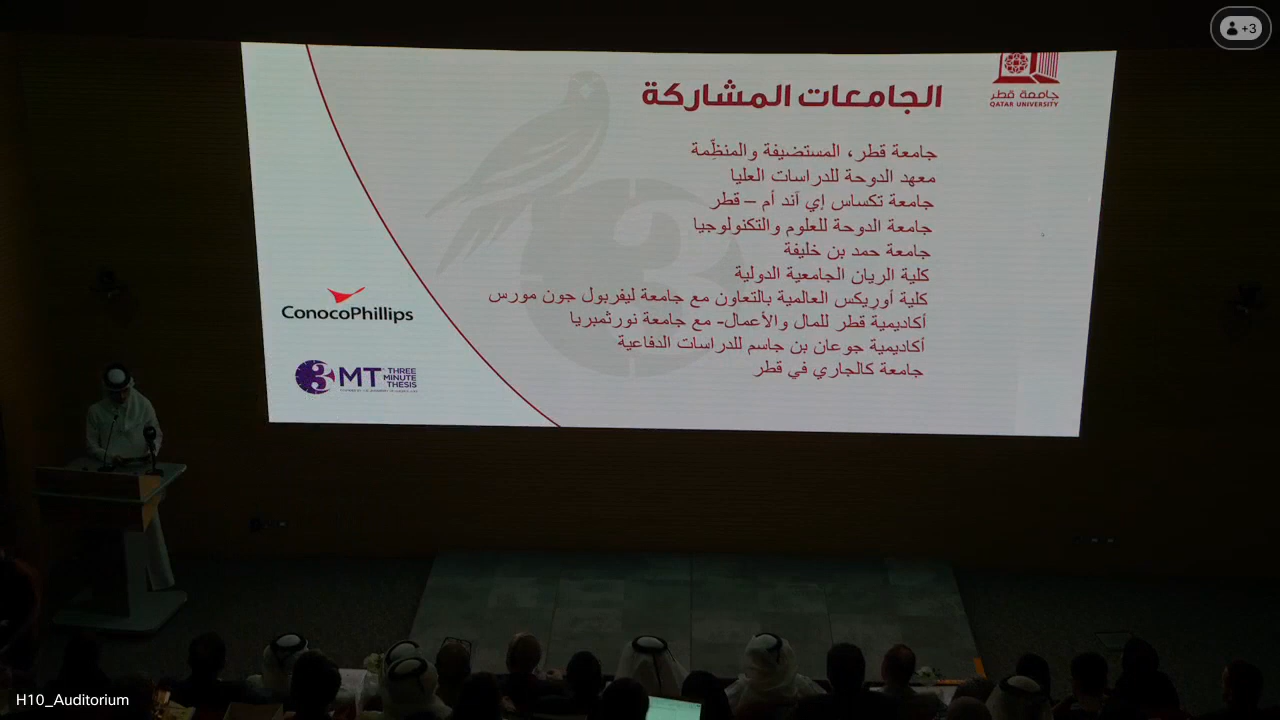 +3
جامعة قطر
QATAR UNIVERSITY
الجامعات المشاركة
جامعة قطر، المستضيفة والمنظّمة
معهد الدوحة للدراسات العليا
جامعة تكساس إي آند أم – قطر
جامعة الدوحة للعلوم والتكنولوجيا
جامعة حمد بن خليفة
كلية الريان الجامعية الدولية
كلية أوريكس العالمية بالتعاون مع جامعة ليفربول جون مورس
أكاديمية قطر للمال والأعمال- مع جامعة نورثمبريا
أكاديمية جوعان بن جاسم للدراسات الدفاعية
جامعة كالجاري في قطر
ConocoPhillips
3MT THREE
MINUTE
THESIS
H10_Auditorium